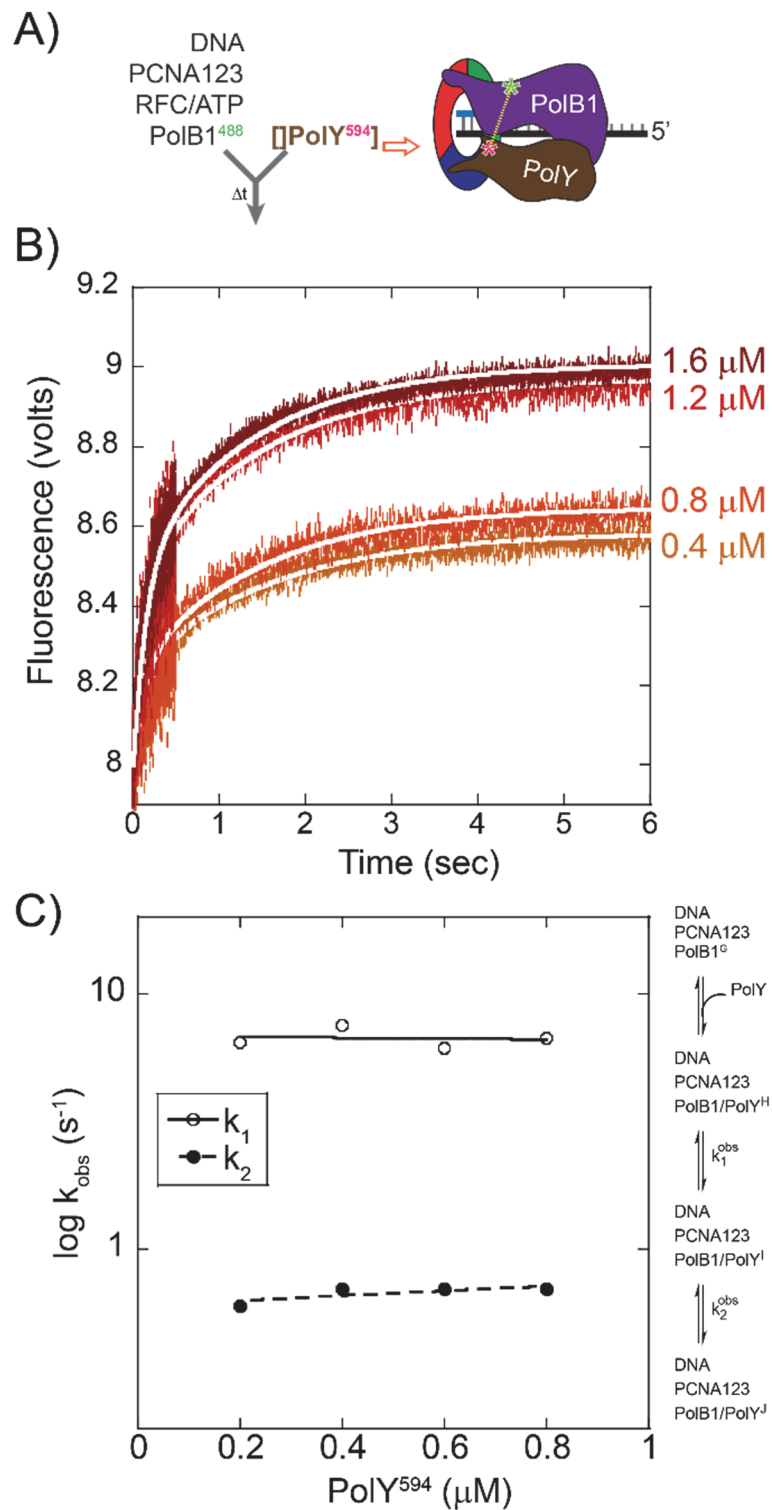 A)
DNA
PCNA123
RFC/ATP
PolB1488
[]PolY594]
Δt
PolB1
PolY
5’
B)
9.2
9
8.8
8.6
8.4
8.2
8
Fluorescence (volts)
0 1 2 3 4 5 6
Time (sec)
1.6 μM
1.2 μM
0.8 μM
0.4 μM
C)
10
1
log kobs (s-1)
k1
k2
0 0.2 0.4 0.6 0.8 1
PolY594 (μM)
DNA
PCNA123
PolB1G
PolY
DNA
PCNA123
PolB1/PolYH
k1obs
DNA
PCNA123
PolB1/PolYI
k2obs
DNA
PCNA123
PolB1/PolYJ